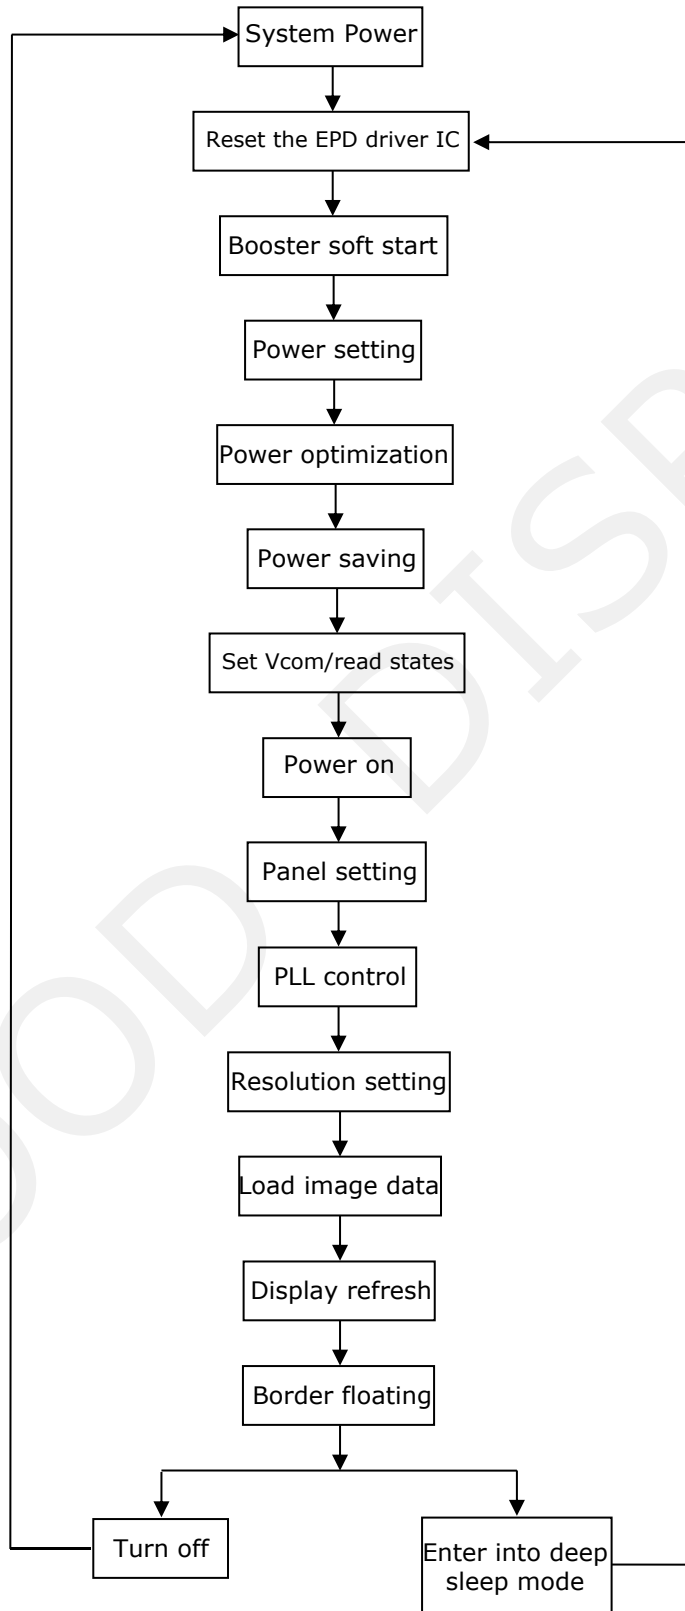 System Power
Reset the EPD driver IC
Booster soft start
Power setting
Power optimization
Power saving
Set Vcom/read states
Power on
Panel setting
PLL control
Resolution setting
Load image data
Display refresh
Border floating
Turn off
Enter into deep
sleep mode